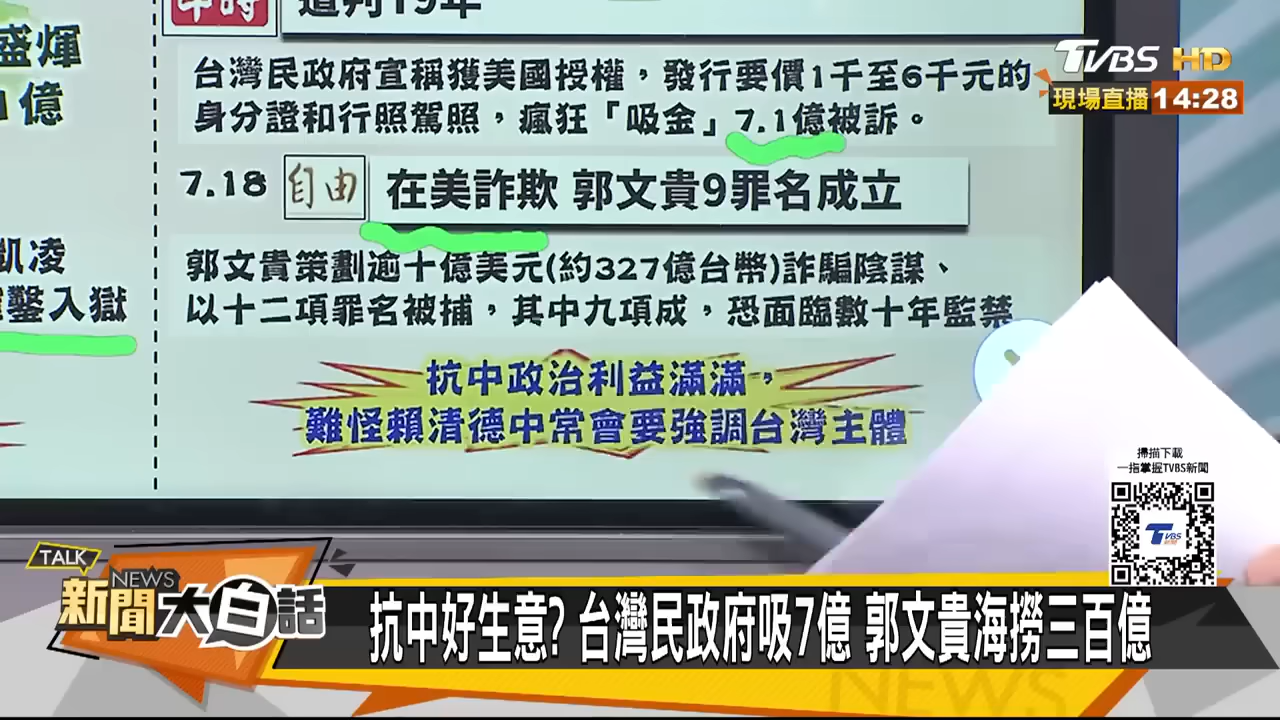 盛輝
億
凱凌
鏨入獄
即時
遭判19年
台灣民政府宣稱獲美國授權，發行要價1千至6千元的
身分證和行照駕照，瘋狂「吸金」7.1億被訴。
7.18 自由 在美詐欺 郭文貴9罪名成立
郭文貴策劃逾十億美元(約327億台幣)詐騙陰謀、
以十二項罪名被捕，其中九項成，恐面臨數十年監禁
抗中政治利益滿滿，
難怪賴清德中常會要強調台灣主體
TVBS HD
現場直播 14:28
掃描下載
一指掌握TVBS新聞
TVBS
TALK
NEWS
新聞大白話
抗中好生意? 台灣民政府吸7億 郭文貴海撈三百億
NEWS